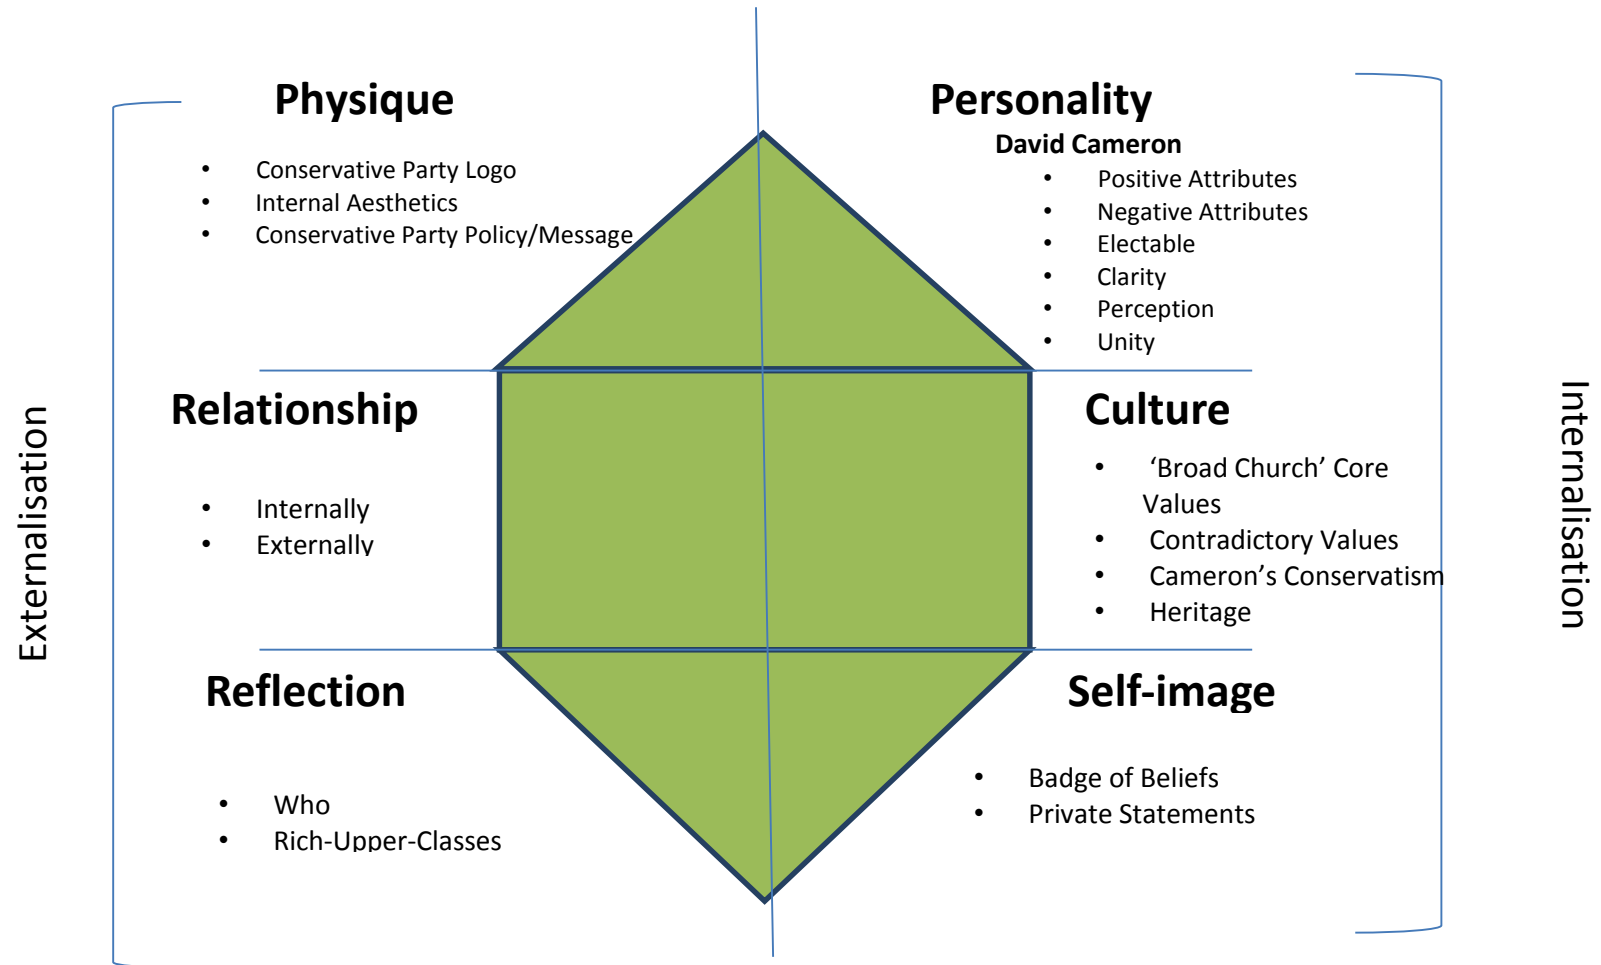 Physique
• Conservative Party Logo
• Internal Aesthetics
• Conservative Party Policy/Message
Personality
David Cameron
• Positive Attributes
• Negative Attributes
• Electable
• Clarity
• Perception
• Unity
Externalisation
Relationship
• Internally
• Externally
Culture
• ‘Broad Church’ Core
Values
• Contradictory Values
• Cameron’s Conservatism
• Heritage
Internalisation
Reflection
• Who
• Rich-Upper-Classes
Self-image
• Badge of Beliefs
• Private Statements